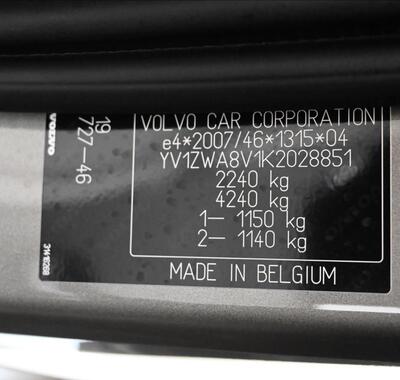 VOLVO CAR CORPORATION
e4*2007/46*1315*04
YV1ZWA8V1K2028851
2240 kg
4240 kg
1– 1150 kg
2– 1140 kg
MADE IN BELGIUM
VOLVO
19
727-46
31416268